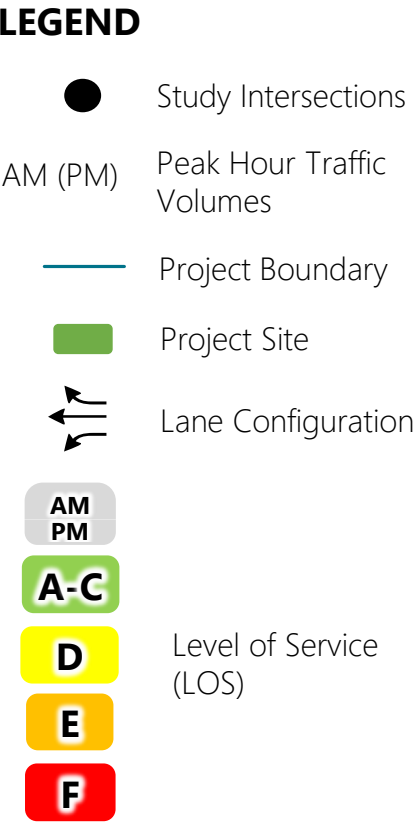 LEGEND
Study Intersections
AM (PM)
Peak Hour Traffic
Volumes
Project Boundary
Project Site
Lane Configuration
AM
PM
A-C
D
E
F
Level of Service
(LOS)